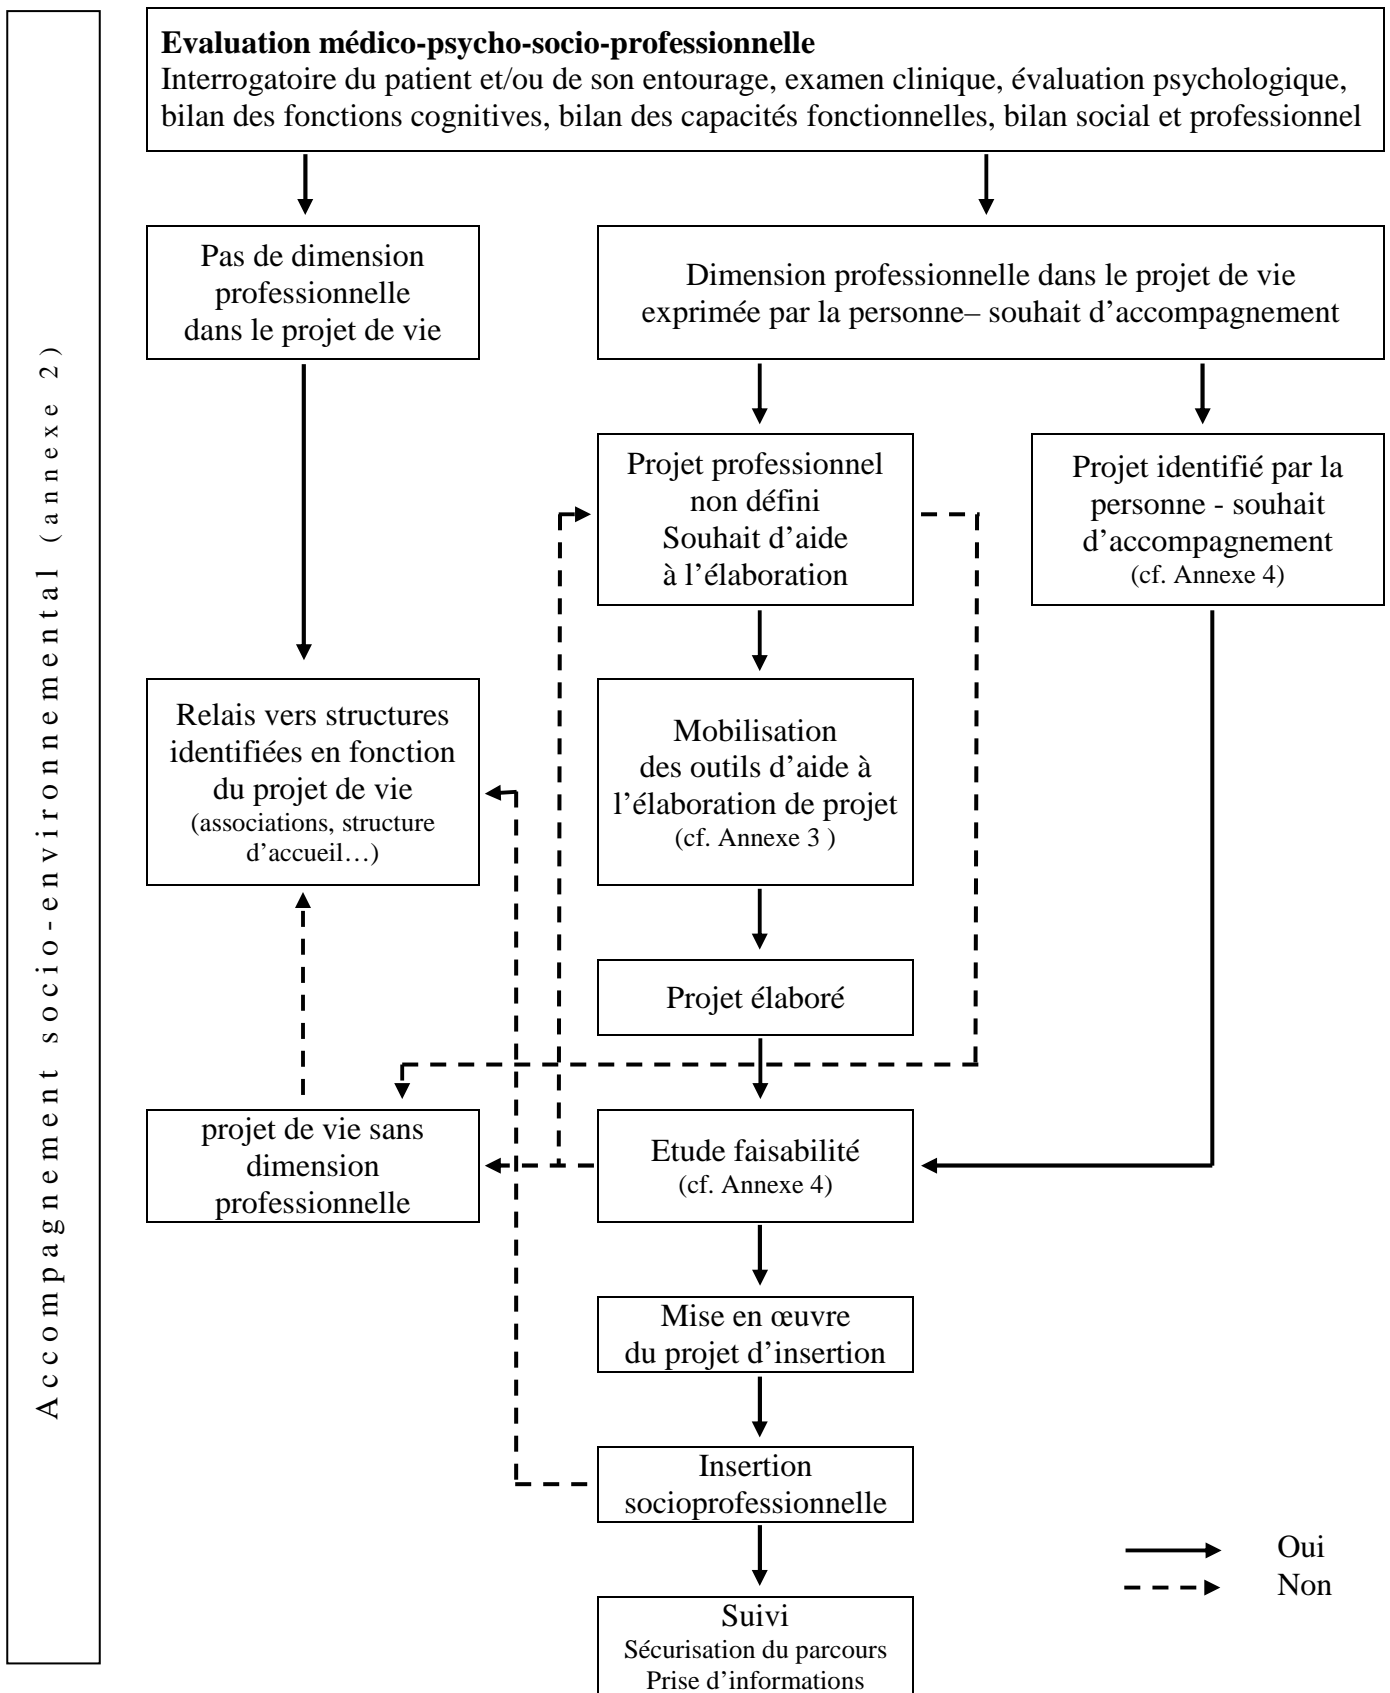 Accompagnement socio-environnemental (annexe 2)
Evaluation médico-psycho-socio-professionnelle
Interrogatoire du patient et/ou de son entourage, examen clinique, évaluation psychologique,
bilan des fonctions cognitives, bilan des capacités fonctionnelles, bilan social et professionnel
Pas de dimension
professionnelle
dans le projet de vie
Dimension professionnelle dans le projet de vie
exprimée par la personne– souhait d’accompagnement
Projet professionnel
non défini
Souhait d’aide
à l’élaboration
Projet identifié par la
personne - souhait
d’accompagnement
(cf. Annexe 4)
Relais vers structures
identifiées en fonction
du projet de vie
(associations, structure
d’accueil…)
Mobilisation
des outils d’aide à
l’élaboration de projet
(cf. Annexe 3 )
Projet élaboré
projet de vie sans
dimension
professionnelle
Etude faisabilité
(cf. Annexe 4)
Mise en œuvre
du projet d’insertion
Insertion
socioprofessionnelle
Suivi
Sécurisation du parcours
Prise d’informations
Oui
Non